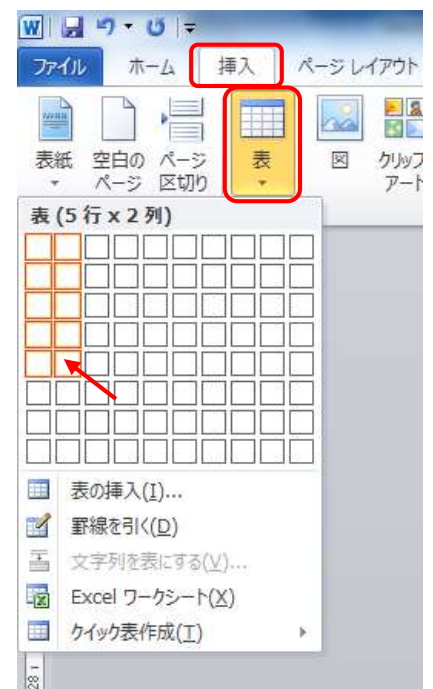 W
ファイル ホーム 挿入 ページ レイアウト
表紙 空白の ページ 表 図 クリップ
ページ 区切り アート
表 (5 行 x 2 列)
表の挿入(I)...
罫線を引く(D)
文字列を表にする(V)...
Excel ワークシート(X)
クイック表作成(T)
28